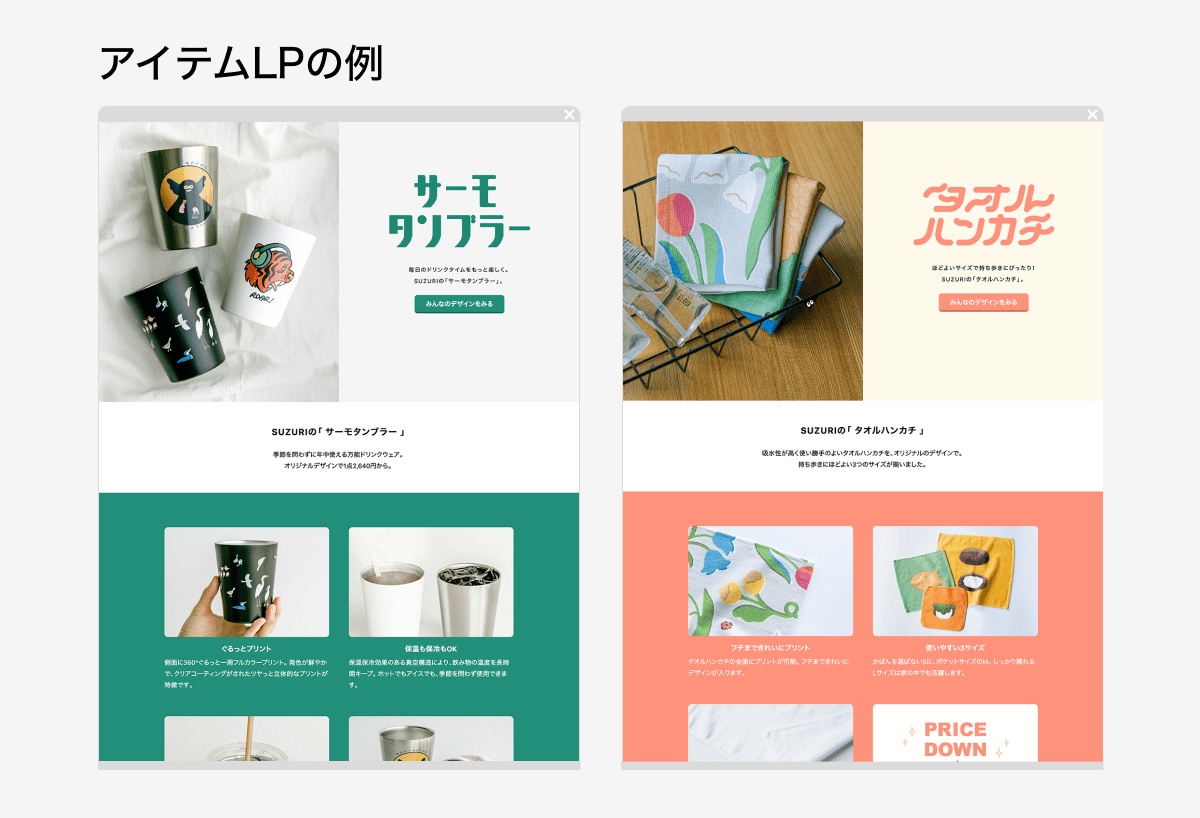 アイテムLPの例
サーモ
タンブラー
毎日のドリンクタイムをもっと楽しく。
SUZURIの「サーモタンブラー」。
みんなのデザインをみる
ROAR!
SUZURIの「 サーモタンブラー 」
季節を問わずに年中使える万能ドリンクウェア。
オリジナルデザインで1点2,640円から。
ぐるっとプリント
側面に360°ぐるっと一周フルカラープリント。発色が鮮やか
で、クリアコーティングがされたツヤっと立体的なプリントが
特徴です。
保温も保冷もOK
保温保冷効果のある真空構造により、飲み物の温度を長時
間キープ。ホットでもアイスでも、季節を問わず使用できま
す。
タオル
ハンカチ
ほどよいサイズで持ち歩きにぴったり!
SUZURIの「タオルハンカチ」。
みんなのデザインをみる
SUZURIの「 タオルハンカチ 」
吸水性が高く使い勝手のよいタオルハンカチを、オリジナルのデザインで。
持ち歩きにほどよい3つのサイズが揃いました。
フチまできれいにプリント
タオルハンカチの全面にプリントが可能。フチまできれいに
デザインが入ります。
使いやすい3サイズ
かばんを選ばないSに、ポケットサイズのM。しっかり拭ける
Lサイズは家の中でも活躍します。
PRICE
DOWN